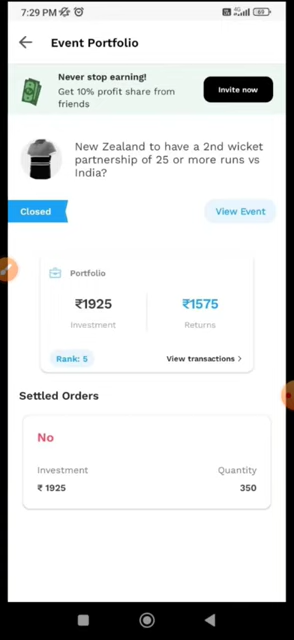 7:29 PM
4G
69
Event Portfolio
Never stop earning!
Get 10% profit share from
friends
Invite now
New Zealand to have a 2nd wicket
partnership of 25 or more runs vs
India?
Closed
View Event
Portfolio
₹1925
₹1575
Investment
Returns
Rank: 5
View transactions >
Settled Orders
No
Investment
Quantity
₹ 1925
350